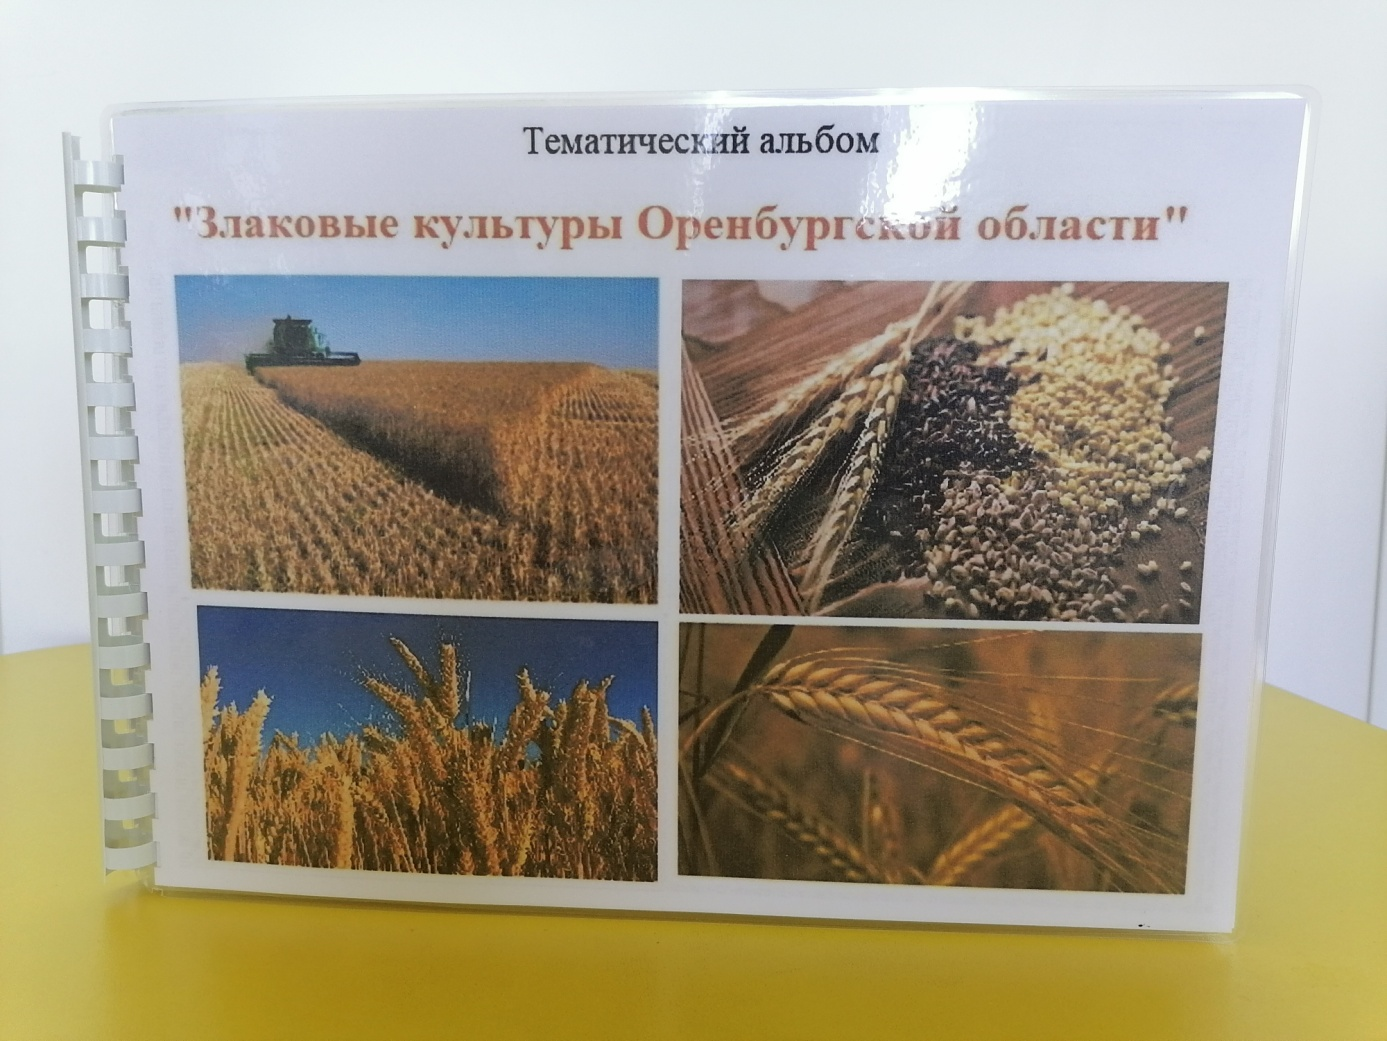 Тематический альбом
"Злаковые культуры Оренбургской области"